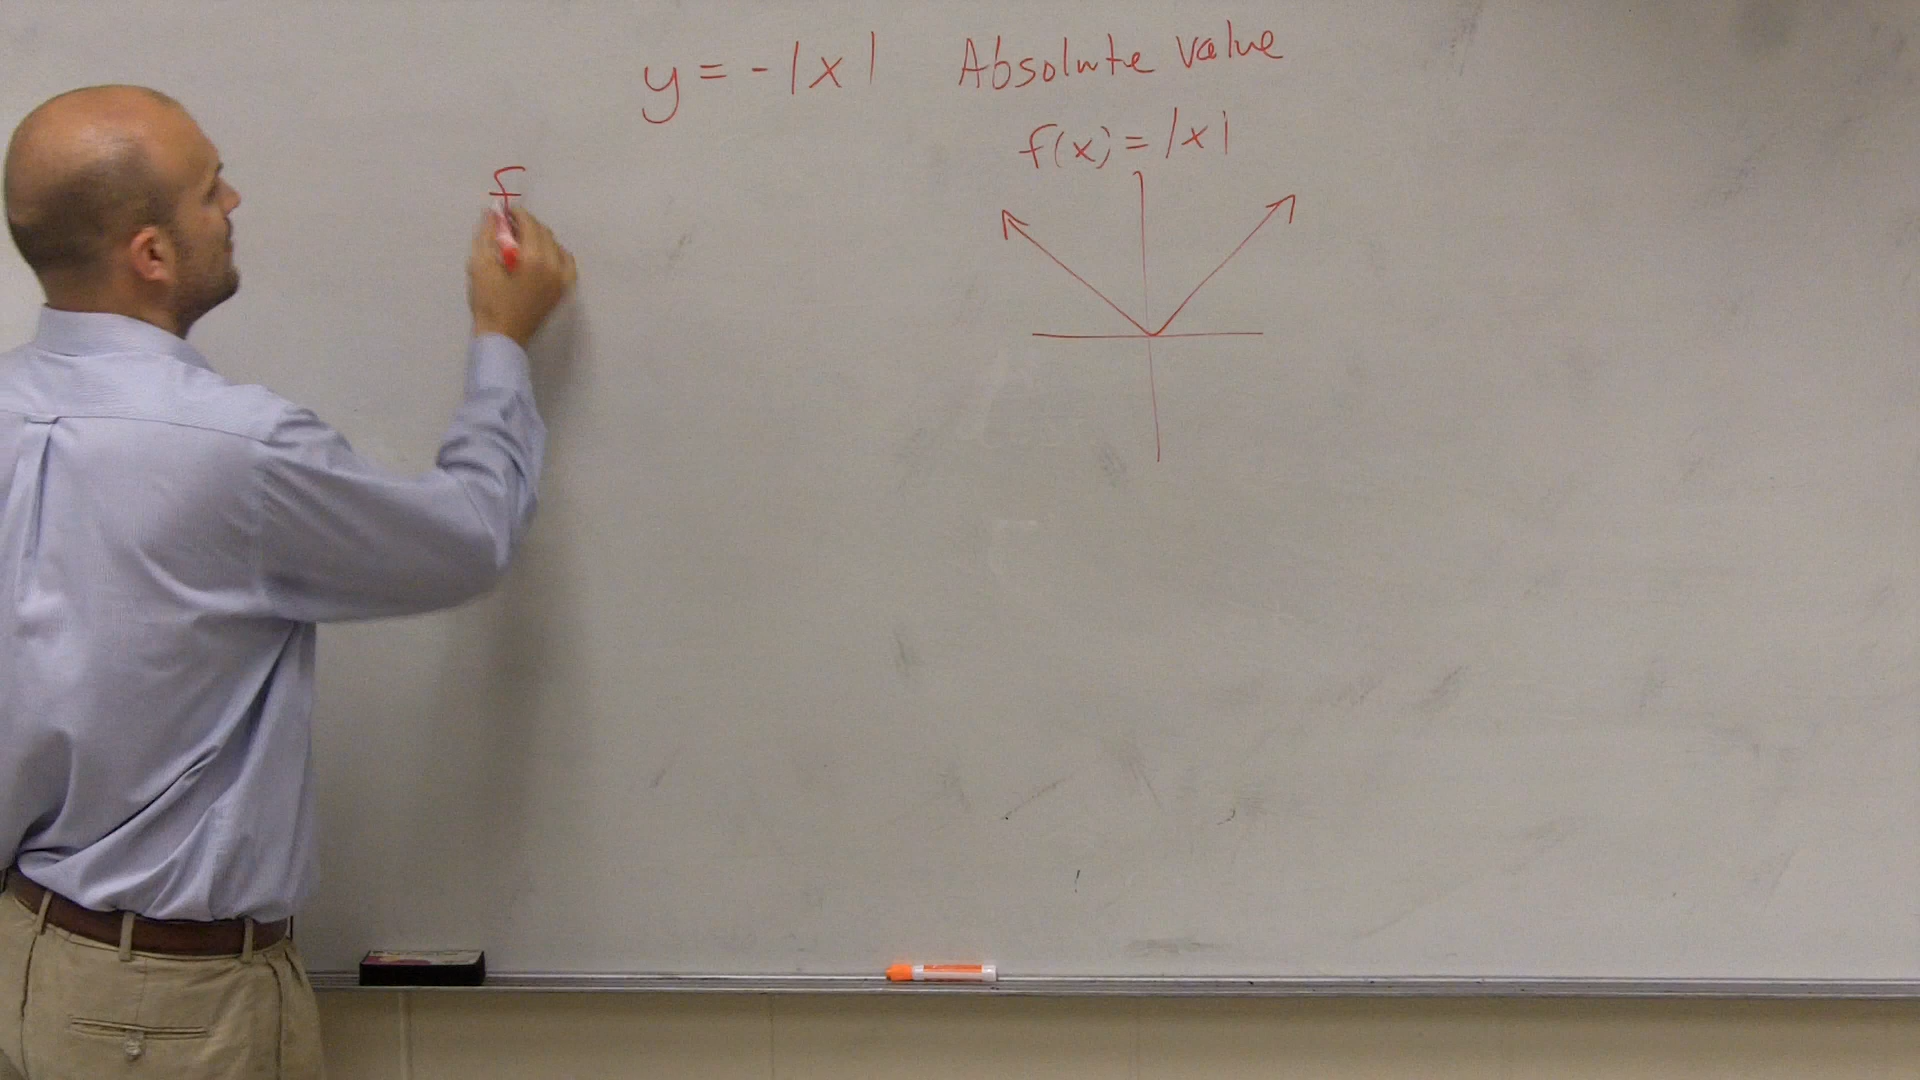 y = -|x| Absolute value
f(x) = |x|
f